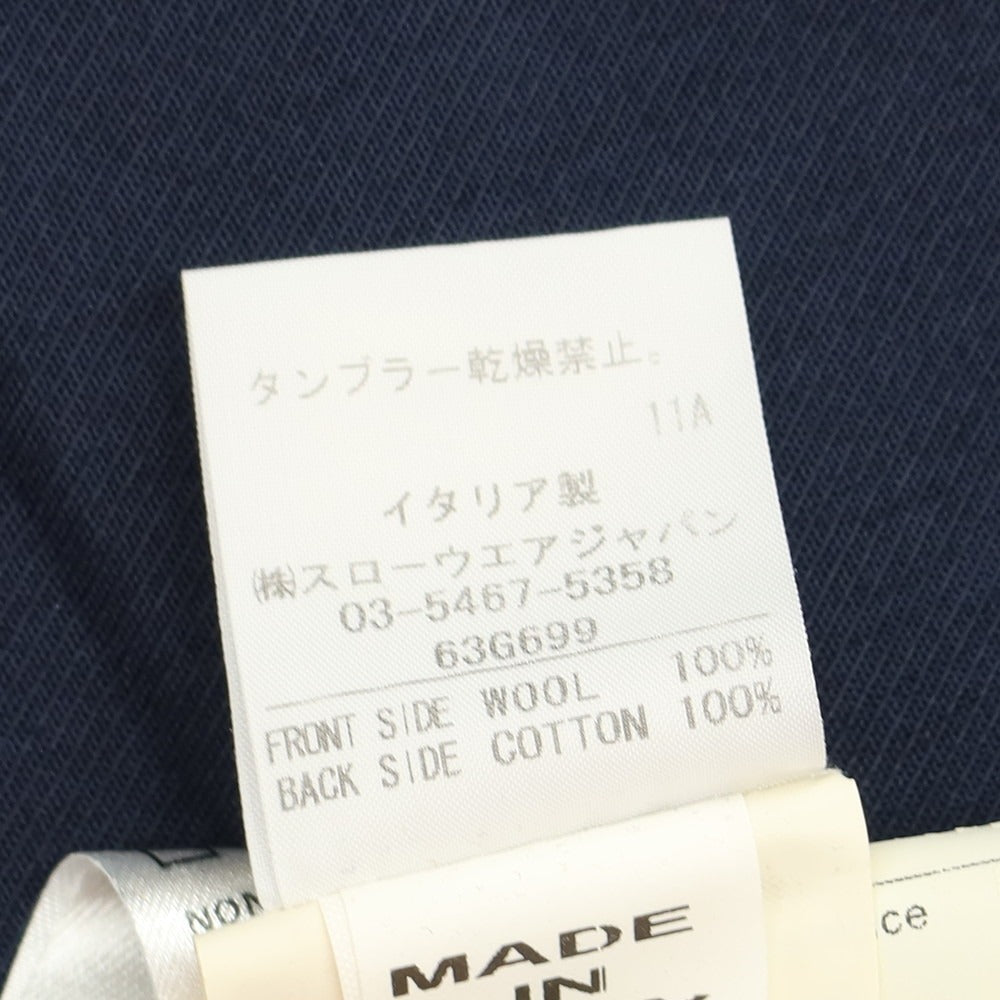 タンブラー乾燥禁止。
11A
イタリア製
㈱スローウエアジャパン
03-5467-5358
63G699
FRONT SIDE WOOL 100%
BACK SIDE COTTON 100%
NON
ce
MADE
IN